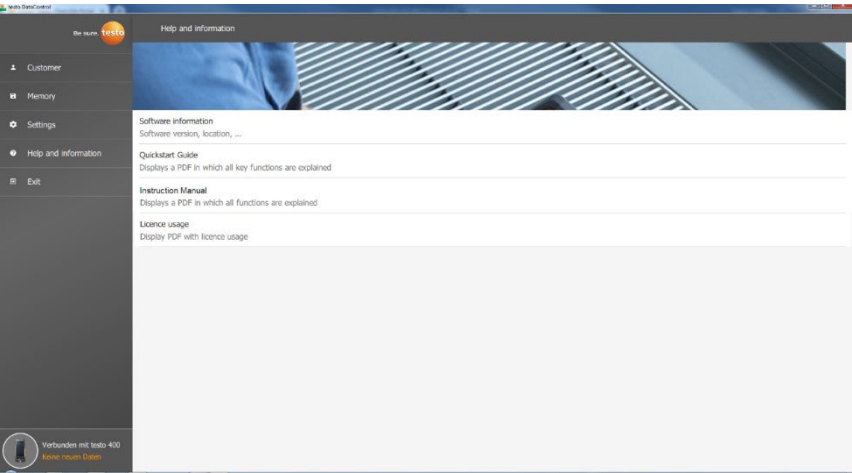 testo DataControl
Be sure. testo
Help and information
Customer
Memory
Settings
Help and information
Exit
Software information
Software version, location, ...
Quickstart Guide
Displays a PDF in which all key functions are explained
Instruction Manual
Displays a PDF in which all functions are explained
Licence usage
Display PDF with licence usage
Verbunden mit testo 400
Keine neuen Daten